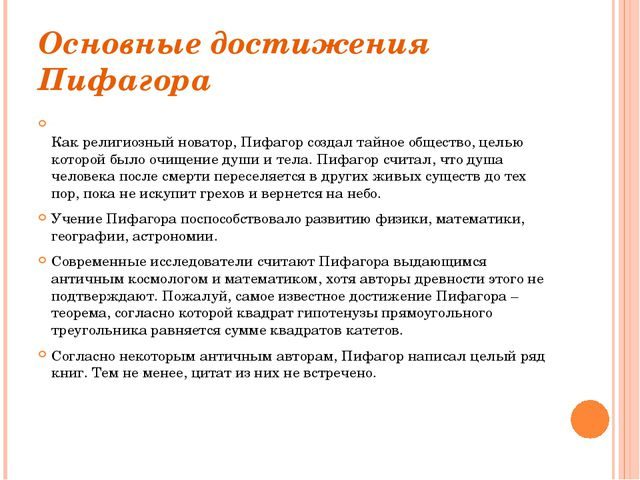 Основные достижения
Пифагора
Как религиозный новатор, Пифагор создал тайное общество, целью
которой было очищение души и тела. Пифагор считал, что душа
человека после смерти переселяется в других живых существ до тех
пор, пока не искупит грехов и вернется на небо.
Учение Пифагора поспособствовало развитию физики, математики,
географии, астрономии.
Современные исследователи считают Пифагора выдающимся
античным космологом и математиком, хотя авторы древности этого не
подтверждают. Пожалуй, самое известное достижение Пифагора –
теорема, согласно которой квадрат гипотенузы прямоугольного
треугольника равняется сумме квадратов катетов.
Согласно некоторым античным авторам, Пифагор написал целый ряд
книг. Тем не менее, цитат из них не встречено.